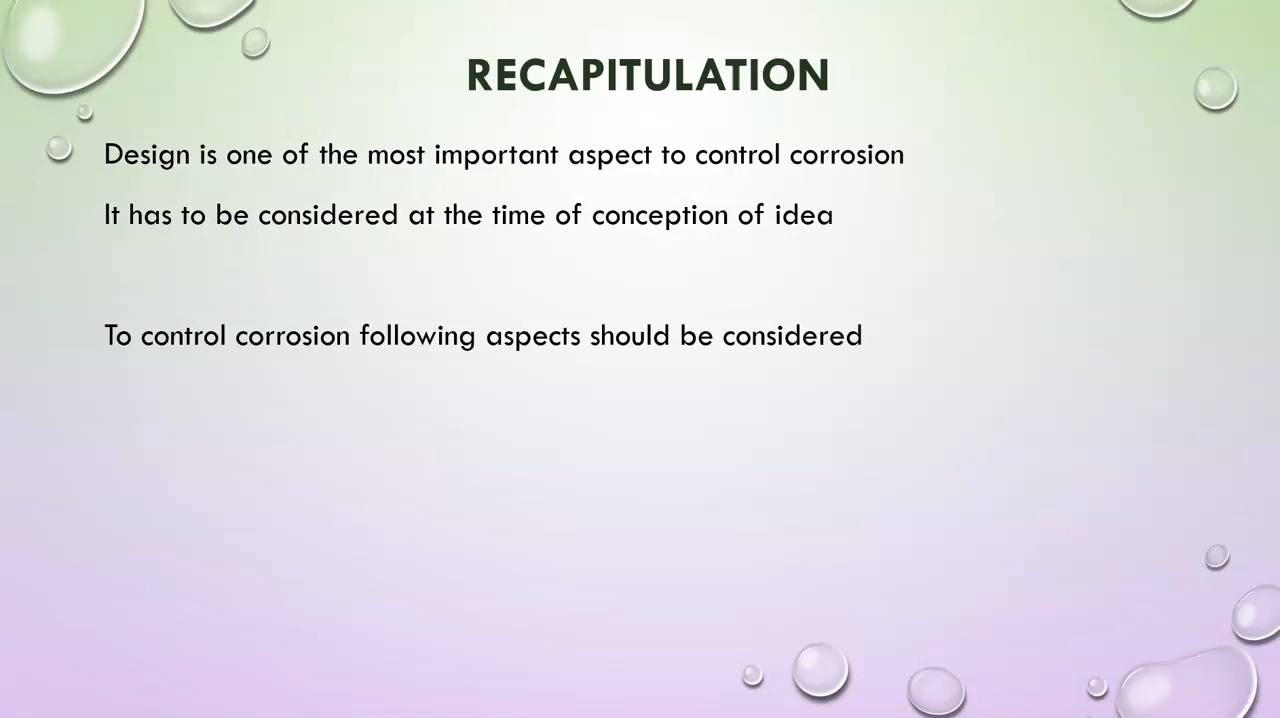 RECAPITULATION
Design is one of the most important aspect to control corrosion
It has to be considered at the time of conception of idea
To control corrosion following aspects should be considered